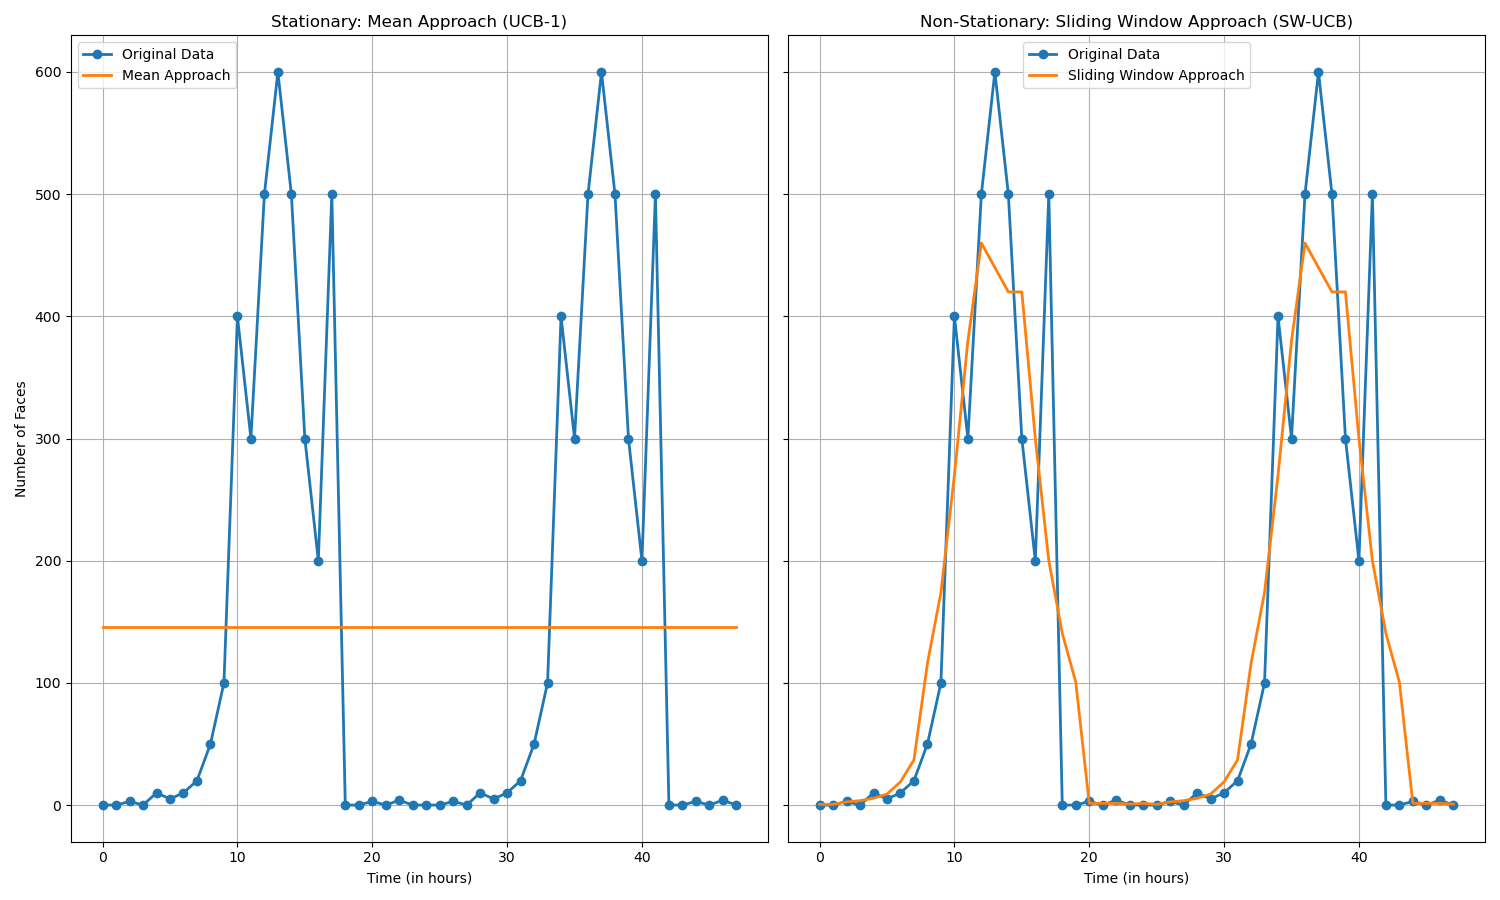 Stationary: Mean Approach (UCB-1)
Original Data
Mean Approach
600
500
400
300
200
100
0
Number of Faces
0 10 20 30 40
Time (in hours)
Non-Stationary: Sliding Window Approach (SW-UCB)
Original Data
Sliding Window Approach
0 10 20 30 40
Time (in hours)